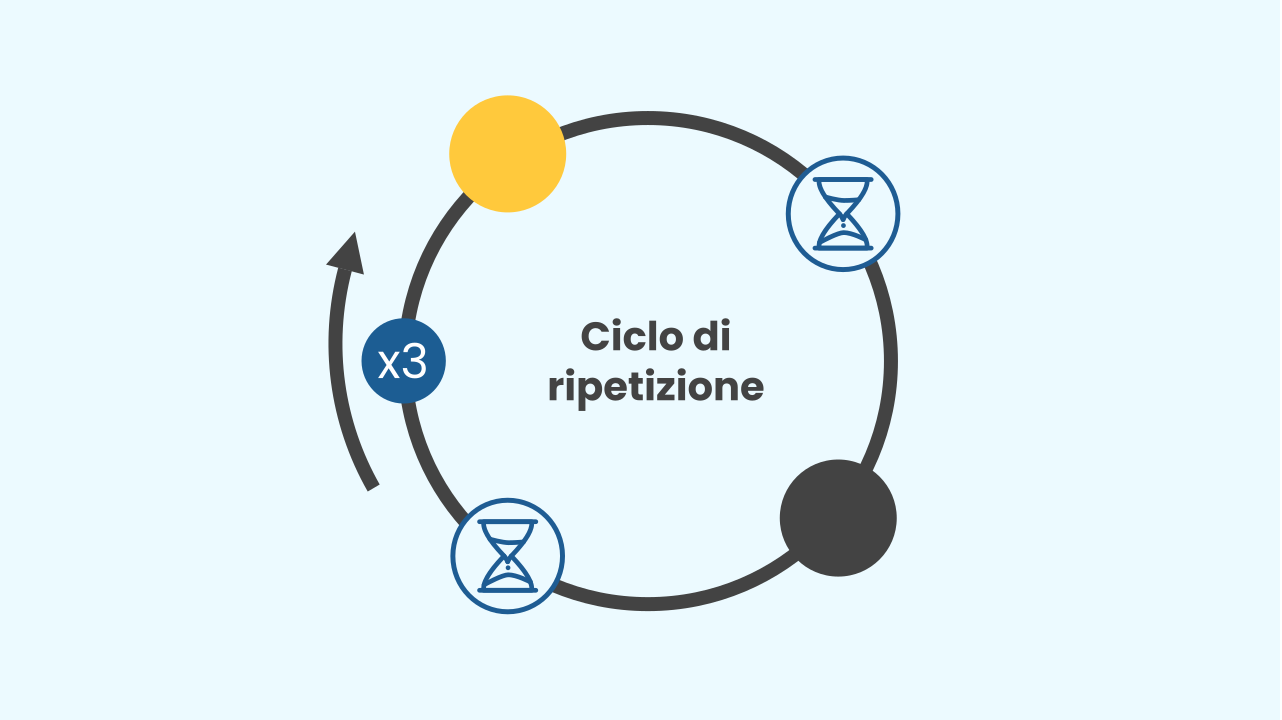 Ciclo di
ripetizione
x3